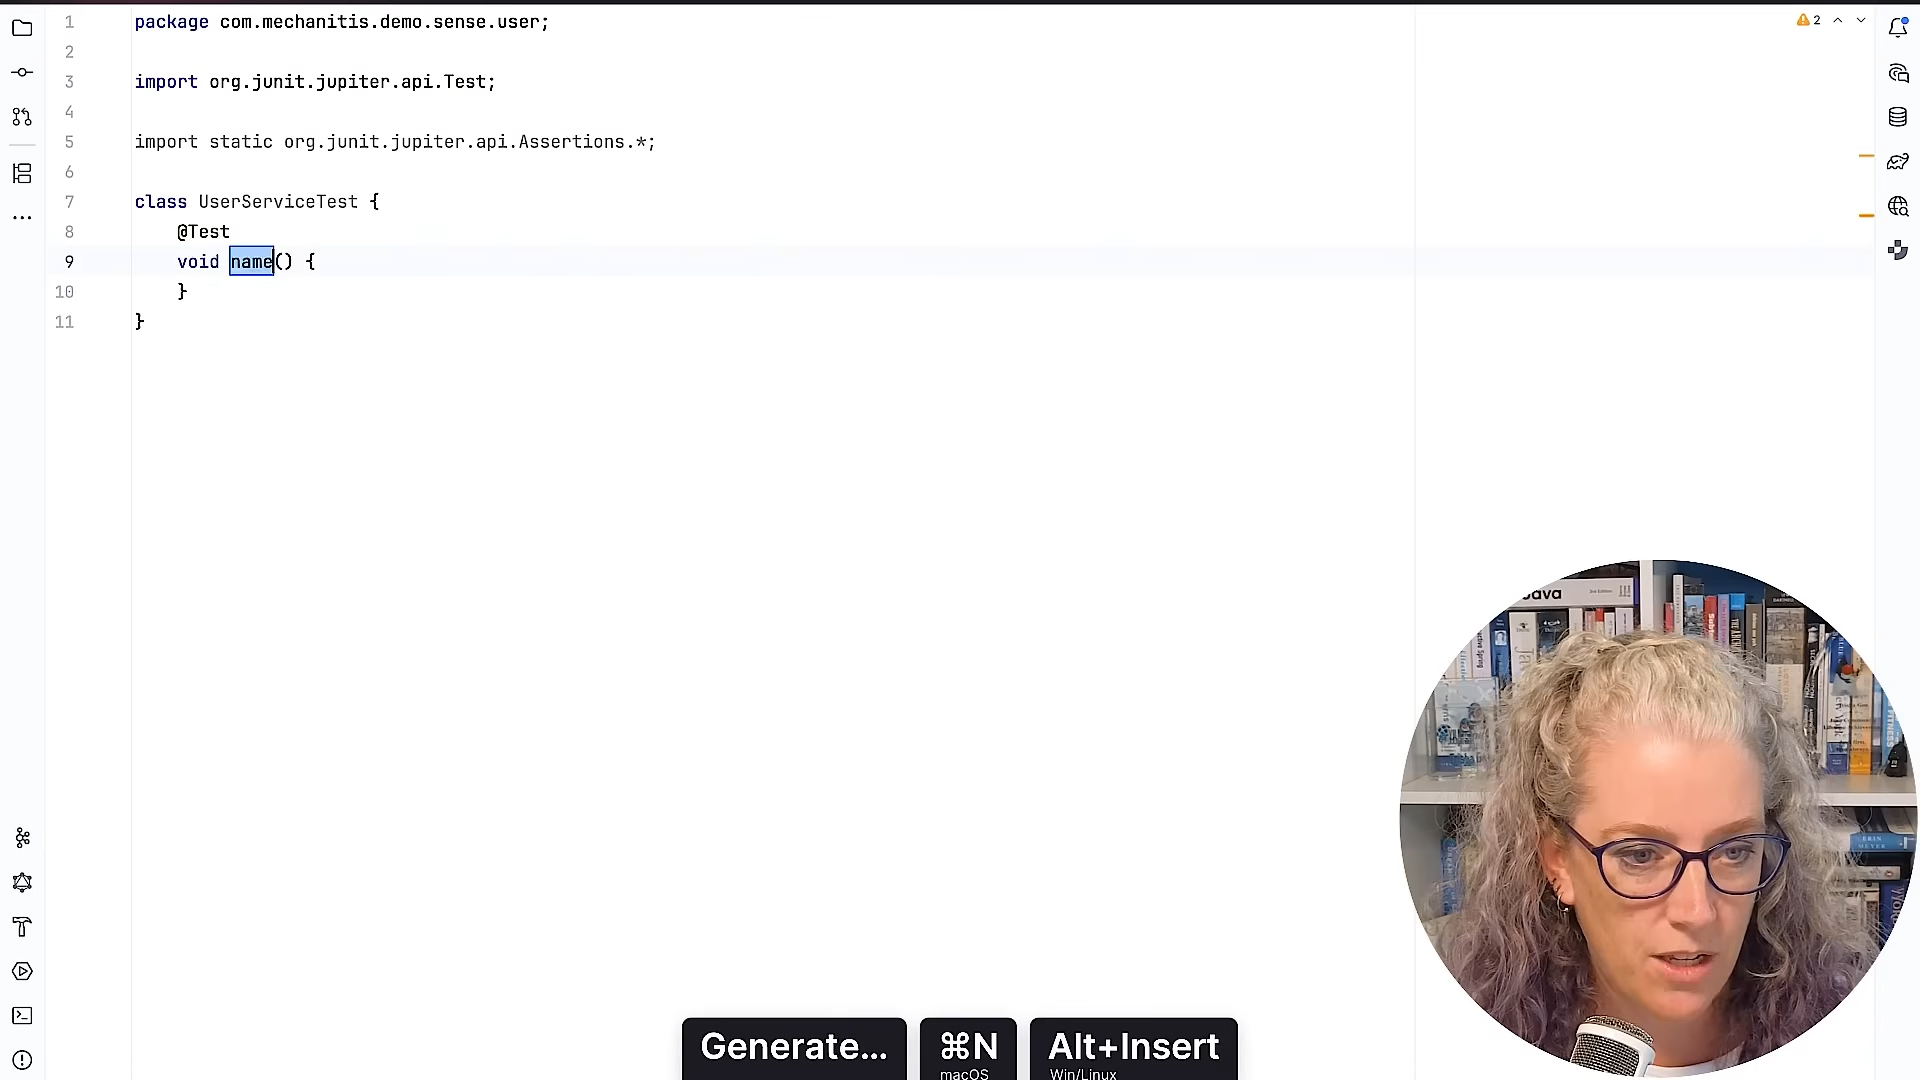 1 package com.mechanitis.demo.sense.user;
2
3 import org.junit.jupiter.api.Test;
4
5 import static org.junit.jupiter.api.Assertions.*;
6
7 class UserServiceTest {
8 @Test
9 void name() {
10 }
11 }
2
Generate...
⌘N
macOS
Alt+Insert
Win/Linux
ERIN
MEYER